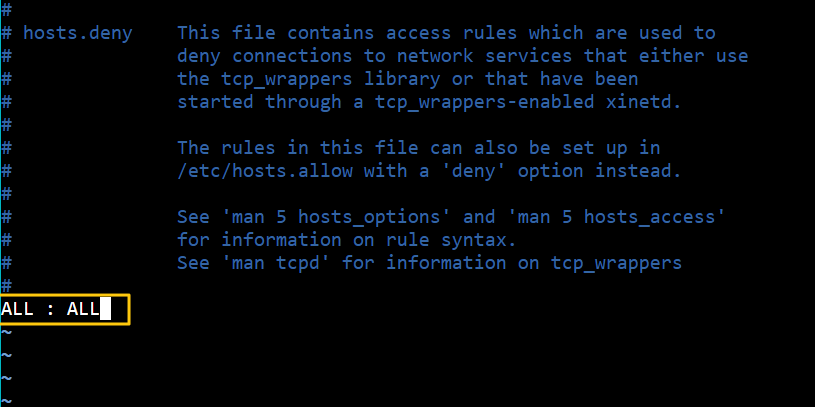 #
# hosts.deny    This file contains access rules which are used to
#               deny connections to network services that either use
#               the tcp_wrappers library or that have been
#               started through a tcp_wrappers-enabled xinetd.
#
#               The rules in this file can also be set up in
#               /etc/hosts.allow with a 'deny' option instead.
#
#               See 'man 5 hosts_options' and 'man 5 hosts_access'
#               for information on rule syntax.
#               See 'man tcpd' for information on tcp_wrappers
#
ALL : ALL
~
~
~
~